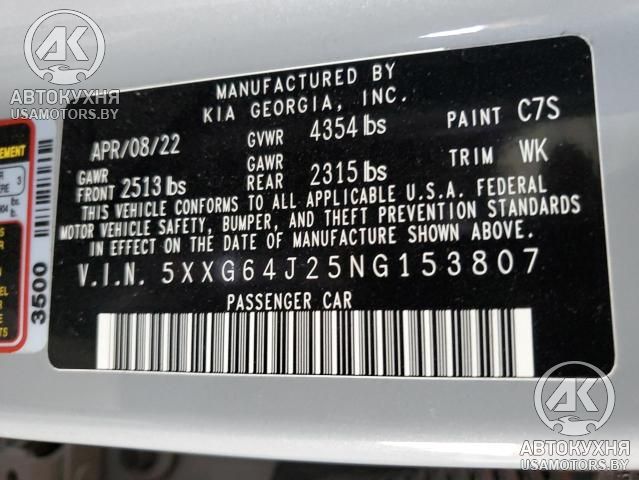 АК
АВТОКУХНЯ
USAMOTORS.BY
MANUFACTURED BY
KIA GEORGIA, INC.
APR/08/22 GVWR 4354 lbs PAINT C7S
GAWR FRONT 2513 lbs GAWR REAR 2315 lbs TRIM WK
THIS VEHICLE CONFORMS TO ALL APPLICABLE U.S.A. FEDERAL
MOTOR VEHICLE SAFETY, BUMPER, AND THEFT PREVENTION STANDARDS
IN EFFECT ON THE DATE OF MANUFACTURE SHOWN ABOVE.
V.I.N. 5XXG64J25NG153807
PASSENGER CAR
3500
АК
АВТОКУХНЯ
USAMOTORS.BY